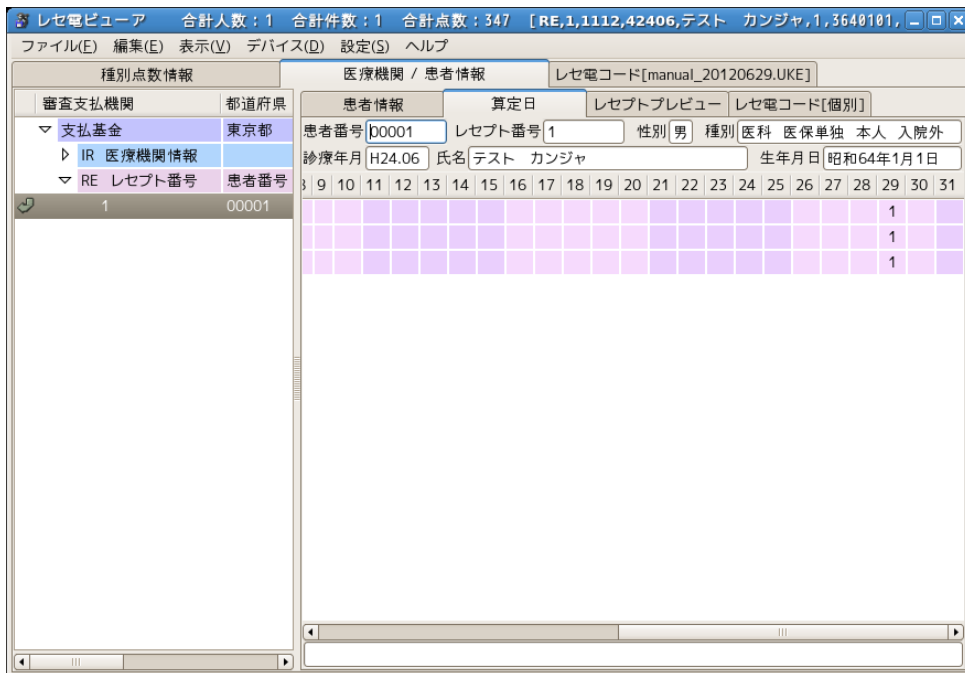 レセ電ビューア 合計人数：1 合計件数：1 合計点数：347 [RE,1,1112,42406,テスト カンジャ,1,3640101,
ファイル(F) 編集(E) 表示(V) デバイス(D) 設定(S) ヘルプ
種別点数情報 医療機関 / 患者情報 レセ電コード[manual_20120629.UKE]
審査支払機関 都道府県 患者情報 算定日 レセプトプレビュー レセ電コード[個別]
支払基金 東京都 患者番号 00001 レセプト番号 1 性別 男 種別 医科 医保単独 本人 入院外
IR 医療機関情報 診療年月 H24.06 氏名 テスト カンジャ 生年月日 昭和64年1月1日
RE レセプト番号 患者番号 9 10 11 12 13 14 15 16 17 18 19 20 21 22 23 24 25 26 27 28 29 30 31
1 00001 1
1
1